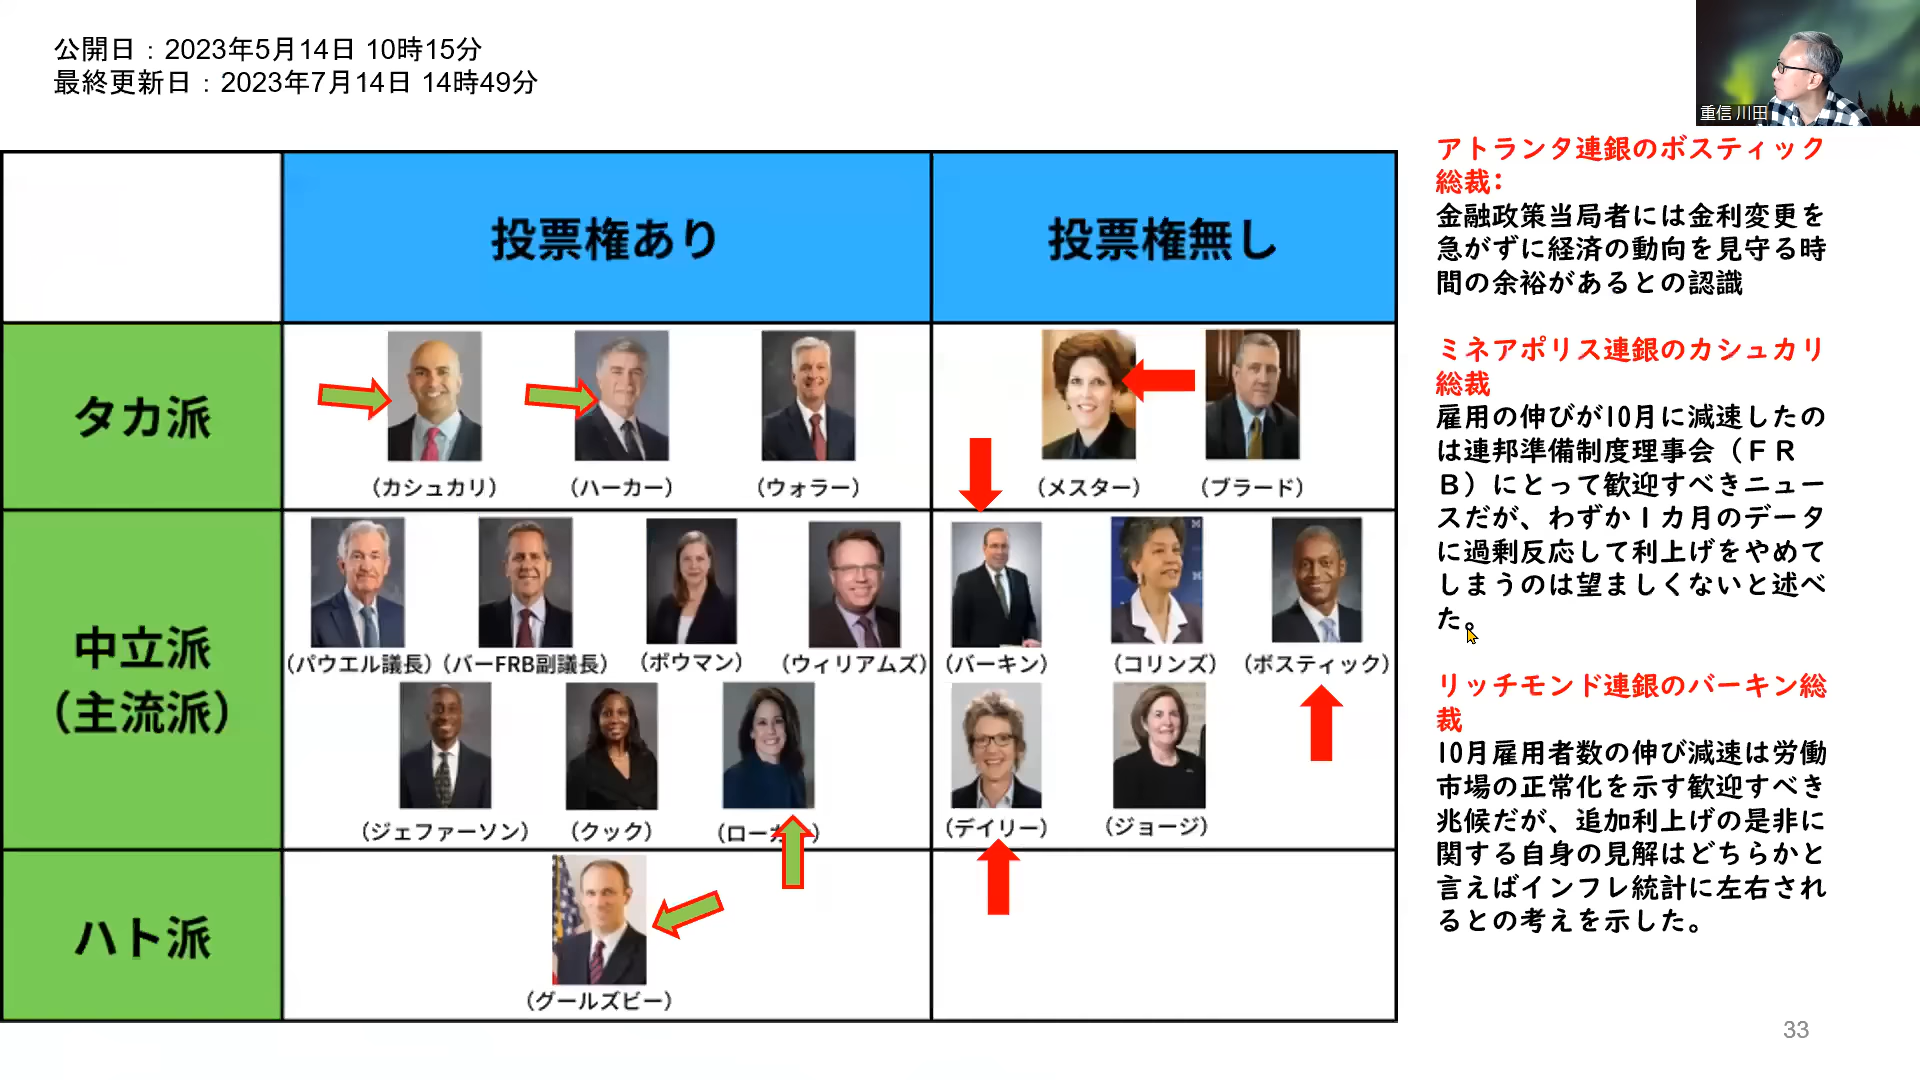 公開日：2023年5月14日 10時15分
最終更新日：2023年7月14日 14時49分
重信 川田
投票権あり
投票権無し
タカ派
（カシュカリ）
（ハーカー）
（ウォラー）
（メスター）
（ブラード）
中立派
（主流派）
（パウエル議長）
（バーFRB副議長）
（ボウマン）
（ウィリアムズ）
（バーキン）
（コリンズ）
（ボスティック）
（ジェファーソン）
（クック）
（ロー
（デイリー）
（ジョージ）
ハト派
（グールズビー）
アトランタ連銀のボスティック
総裁：
金融政策当局者には金利変更を
急がずに経済の動向を見守る時
間の余裕があるとの認識
ミネアポリス連銀のカシュカリ
総裁
雇用の伸びが10月に減速したの
は連邦準備制度理事会（ＦＲ
Ｂ）にとって歓迎すべきニュー
スだが、わずか１カ月のデータ
に過剰反応して利上げをやめて
しまうのは望ましくないと述べ
た。
リッチモンド連銀のバーキン総
裁
10月雇用者数の伸び減速は労働
市場の正常化を示す歓迎すべき
兆候だが、追加利上げの是非に
関する自身の見解はどちらかと
言えばインフレ統計に左右され
るとの考えを示した。
33